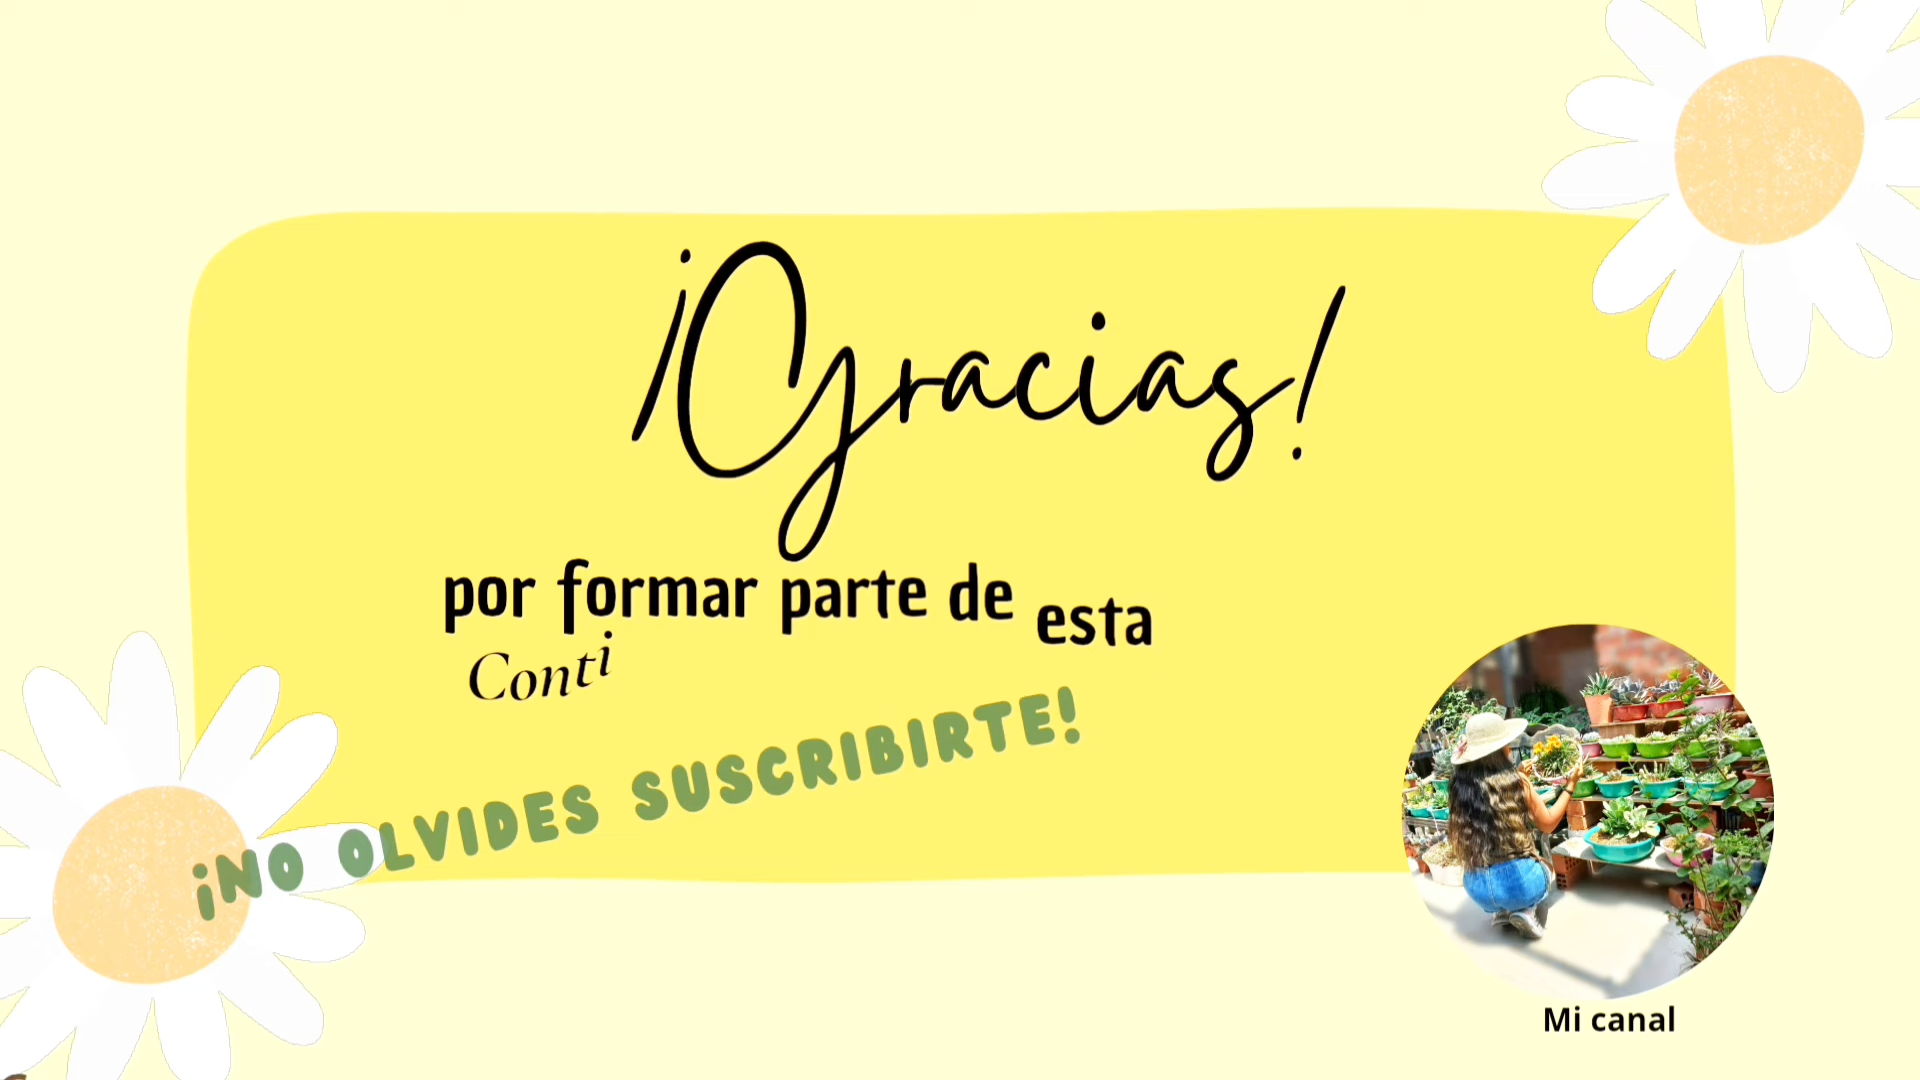 ¡Gracias!
por formar parte de esta
Conti
¡NO OLVIDES SUSCRIBIRTE!
Mi canal